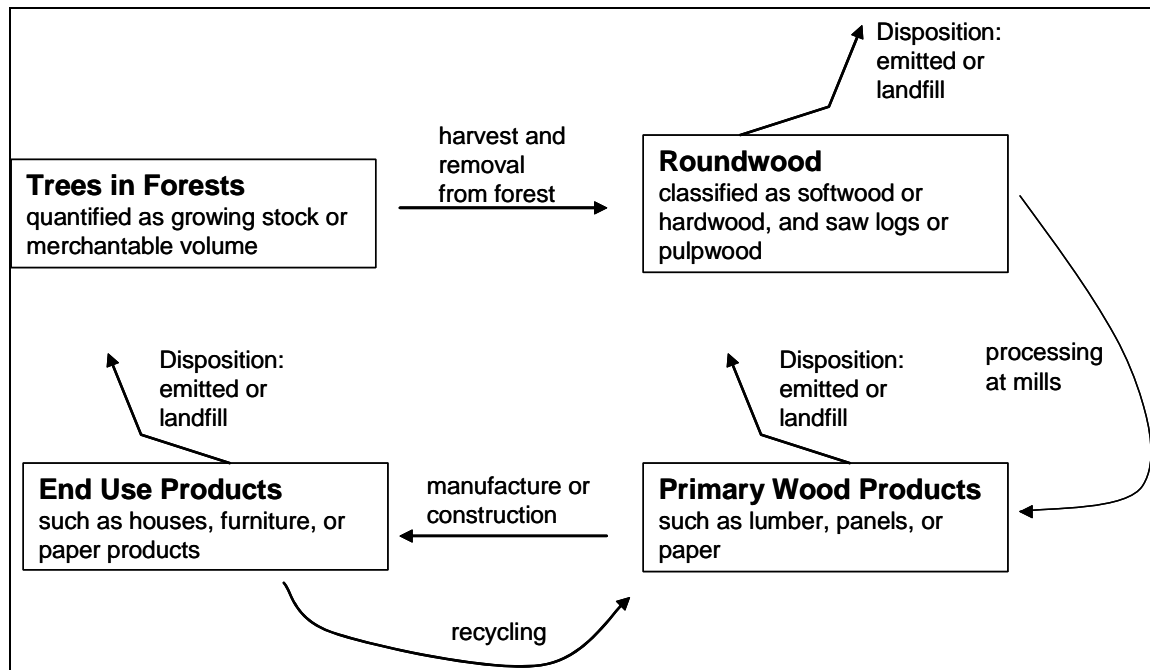 Disposition:
emitted or
landfill
harvest and
removal
from forest
Trees in Forests
quantified as growing stock or
merchantable volume
Roundwood
classified as softwood or
hardwood, and saw logs or
pulpwood
processing
at mills
Disposition:
emitted or
landfill
Disposition:
emitted or
landfill
End Use Products
such as houses, furniture, or
paper products
manufacture or
construction
Primary Wood Products
such as lumber, panels, or
paper
recycling